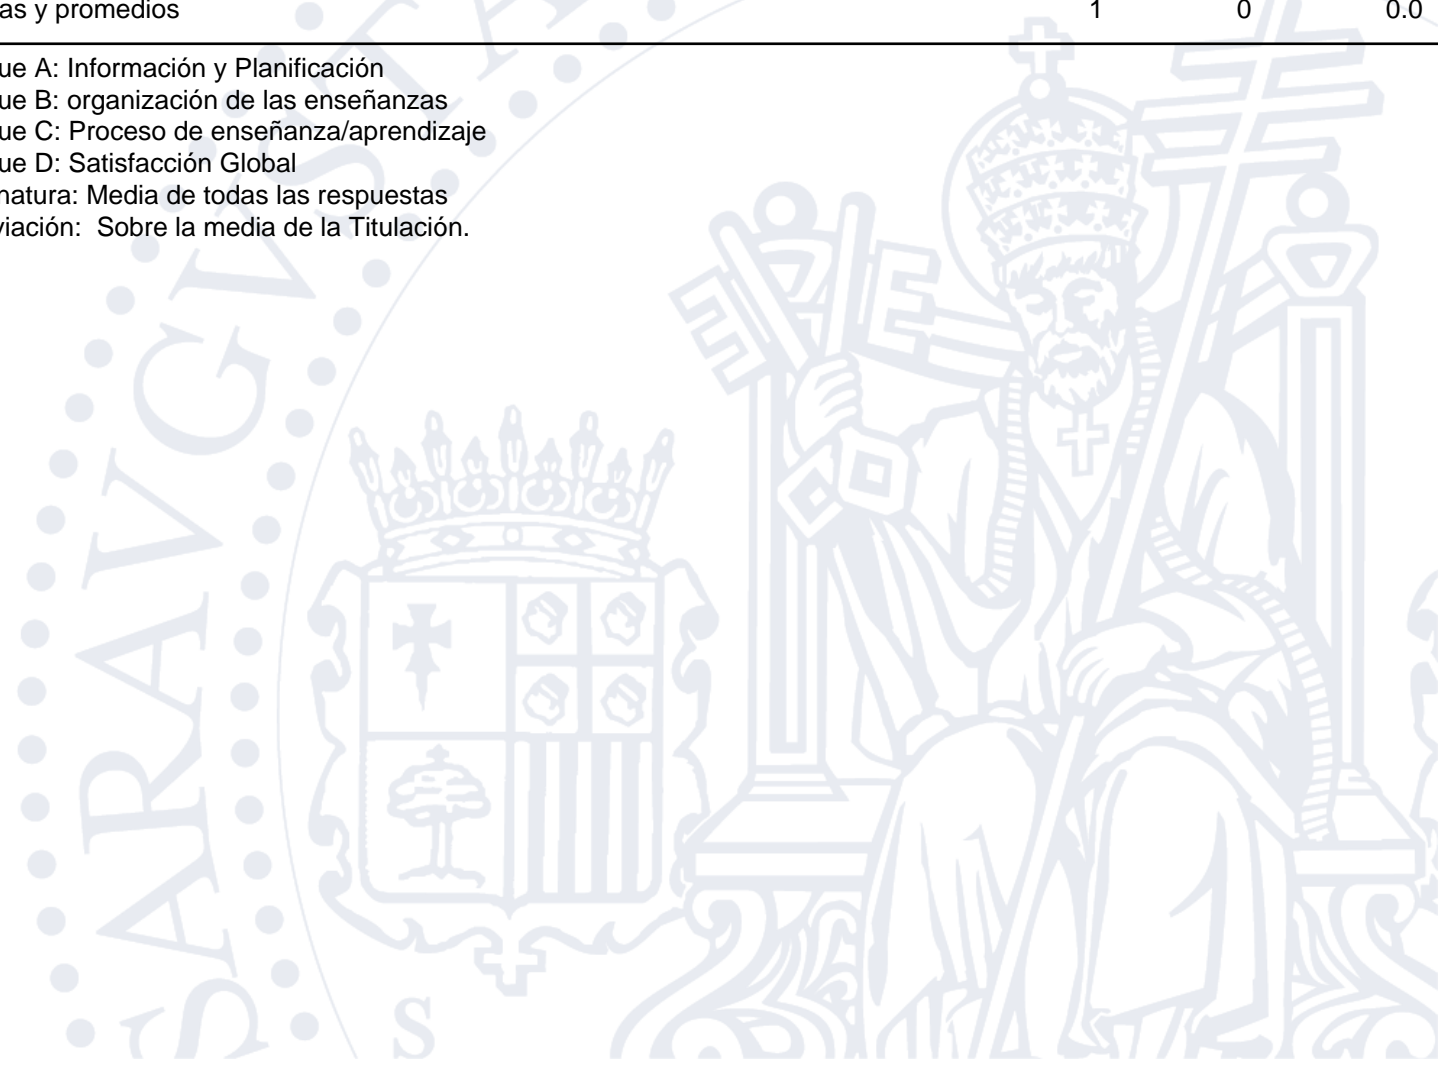 as y promedios 1 0 0.0
ue A: Información y Planificación
ue B: organización de las enseñanzas
ue C: Proceso de enseñanza/aprendizaje
ue D: Satisfacción Global
natura: Media de todas las respuestas
viación: Sobre la media de la Titulación.
SARAVGVSTA
S